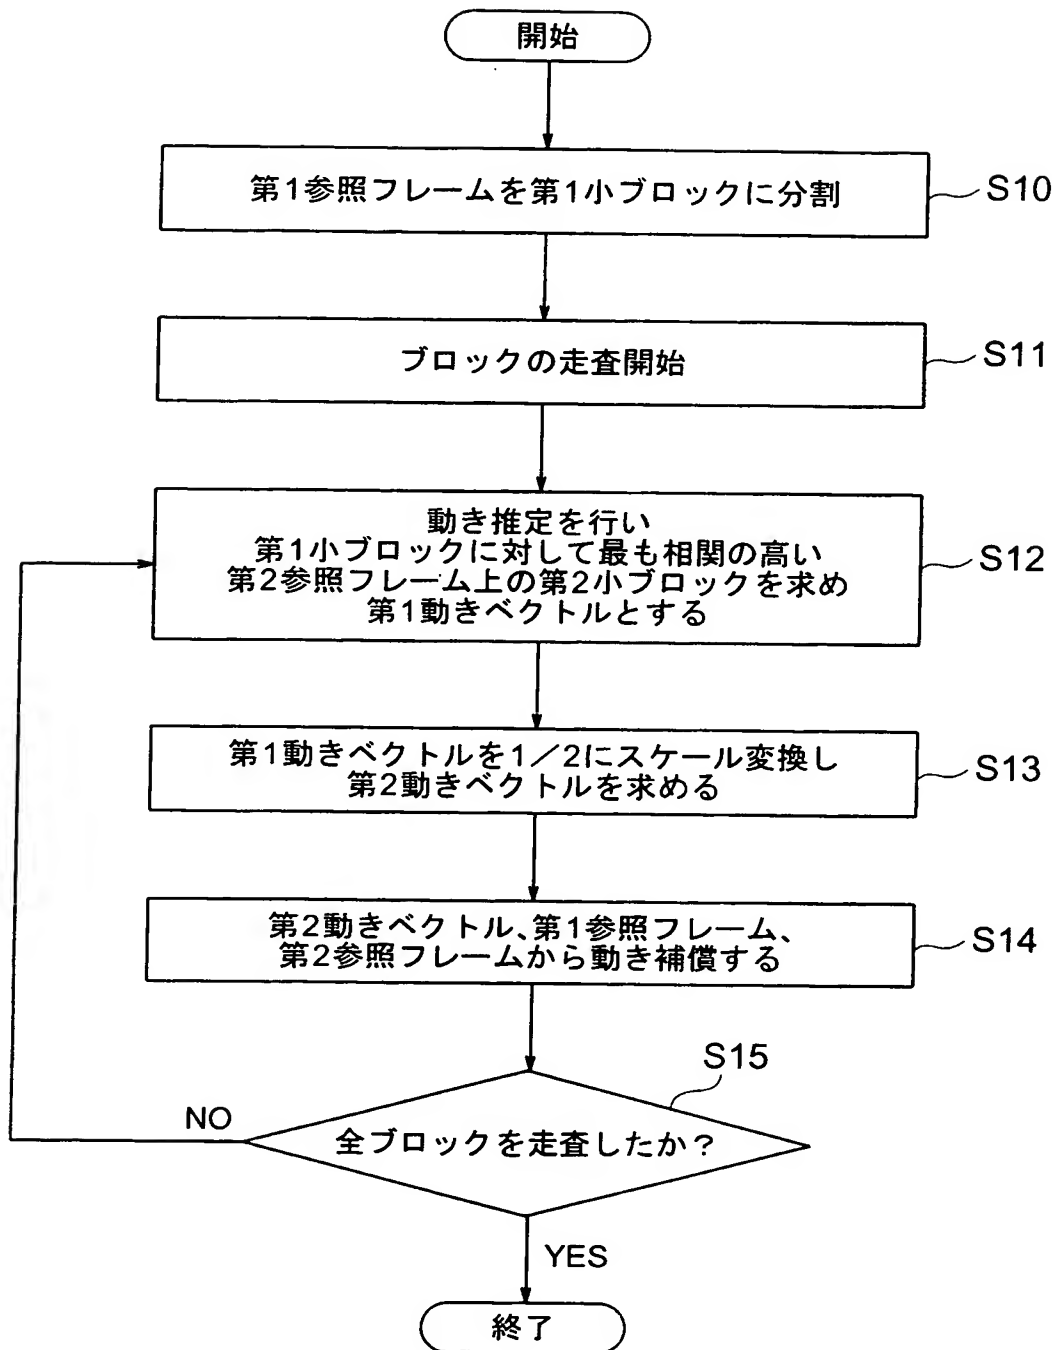 開始
第1参照フレームを第1小ブロックに分割
S10
ブロックの走査開始
S11
動き推定を行い
第1小ブロックに対して最も相関の高い
第2参照フレーム上の第2小ブロックを求め
第1動きベクトルとする
S12
第1動きベクトルを1／2にスケール変換し
第2動きベクトルを求める
S13
第2動きベクトル、第1参照フレーム、
第2参照フレームから動き補償する
S14
S15
NO
全ブロックを走査したか？
YES
終了